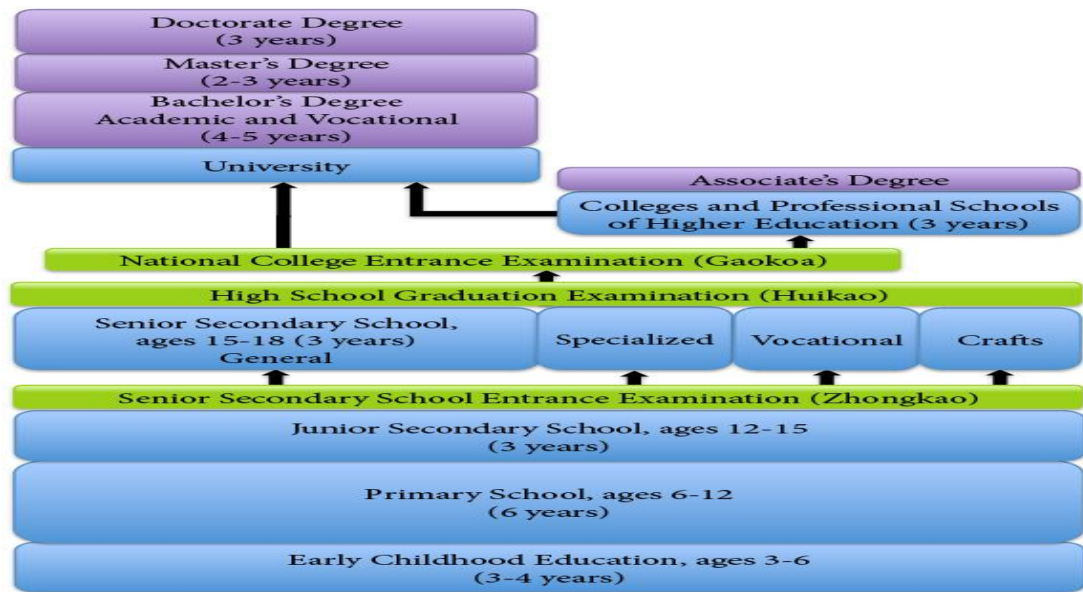 Doctorate Degree
(3 years)
Master's Degree
(2-3 years)
Bachelor's Degree
Academic and Vocational
(4-5 years)
University
Associate's Degree
Colleges and Professional Schools
of Higher Education (3 years)
National College Entrance Examination (Gaokoa)
High School Graduation Examination (Huikao)
Senior Secondary School,
ages 15-18 (3 years)
General
Specialized
Vocational
Crafts
Senior Secondary School Entrance Examination (Zhongkao)
Junior Secondary School, ages 12-15
(3 years)
Primary School, ages 6-12
(6 years)
Early Childhood Education, ages 3-6
(3-4 years)